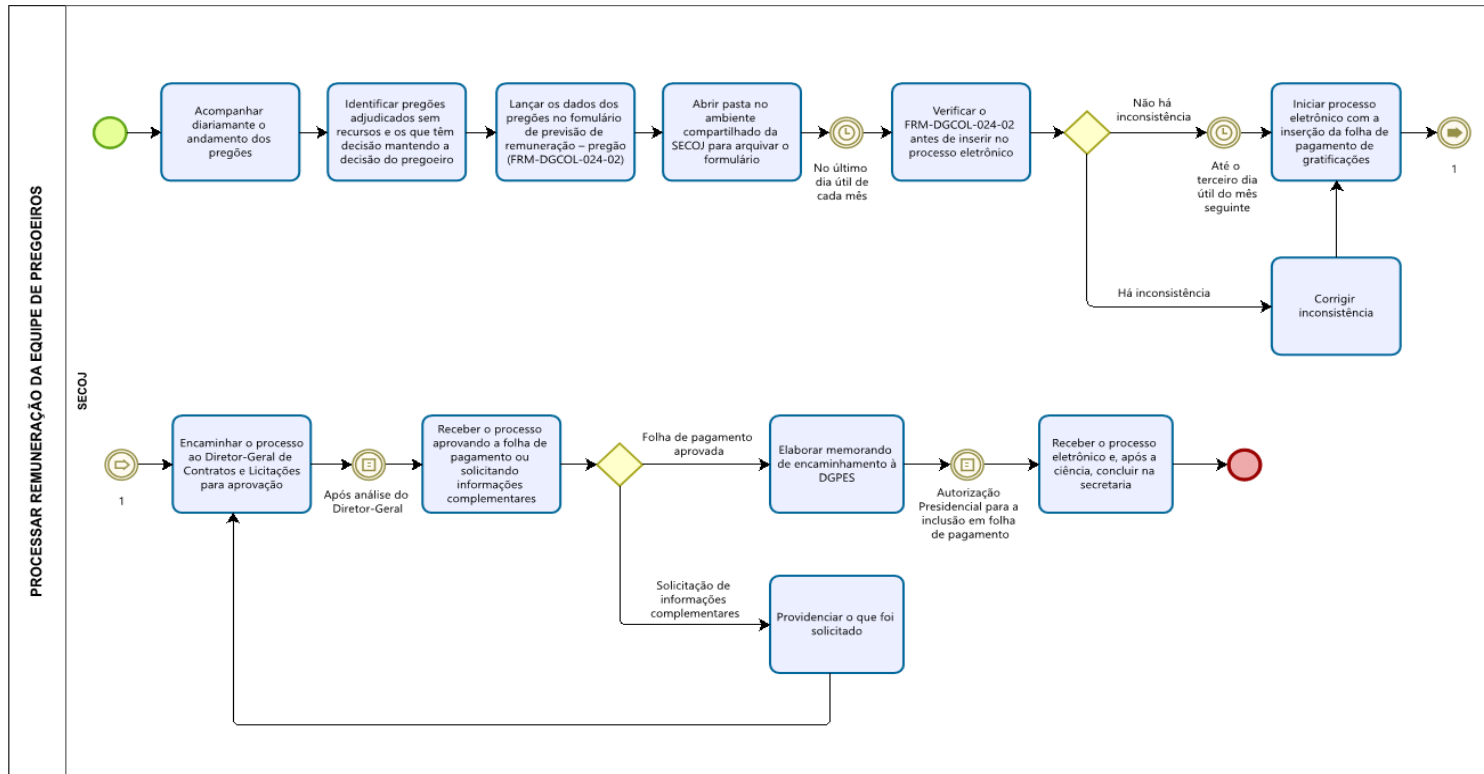 PROCESSAR REMUNERAÇÃO DA EQUIPE DE PREGOEIROS
SECOJ
Acompanhar
diariamante o
andamento dos
pregões
Identificar pregões
adjudicados sem
recursos e os que têm
decisão mantendo a
decisão do pregoeiro
Lançar os dados dos
pregões no fomulário
de previsão de
remuneração – pregão
(FRM-DGCOL-024-02)
Abrir pasta no
ambiente
compartilhado da
SECOJ para arquivar o
formulário
No último
dia útil de
cada mês
Verificar o
FRM-DGCOL-024-02
antes de inserir no
processo eletrônico
Não há
inconsistência
Até o
terceiro dia
útil do mês
seguinte
Iniciar processo
eletrônico com a
inserção da folha de
pagamento de
gratificações
1
Há inconsistência
Corrigir
inconsistência
1
Encaminhar o processo
ao Diretor-Geral de
Contratos e Licitações
para aprovação
Após análise do
Diretor-Geral
Receber o processo
aprovando a folha de
pagamento ou
solicitando
informações
complementares
Folha de pagamento
aprovada
Elaborar memorando
de encaminhamento à
DGPES
Autorização
Presidencial para a
inclusão em folha
de pagamento
Receber o processo
eletrônico e, após a
ciência, concluir na
secretaria
Solicitação de
informações
complementares
Providenciar o que foi
solicitado